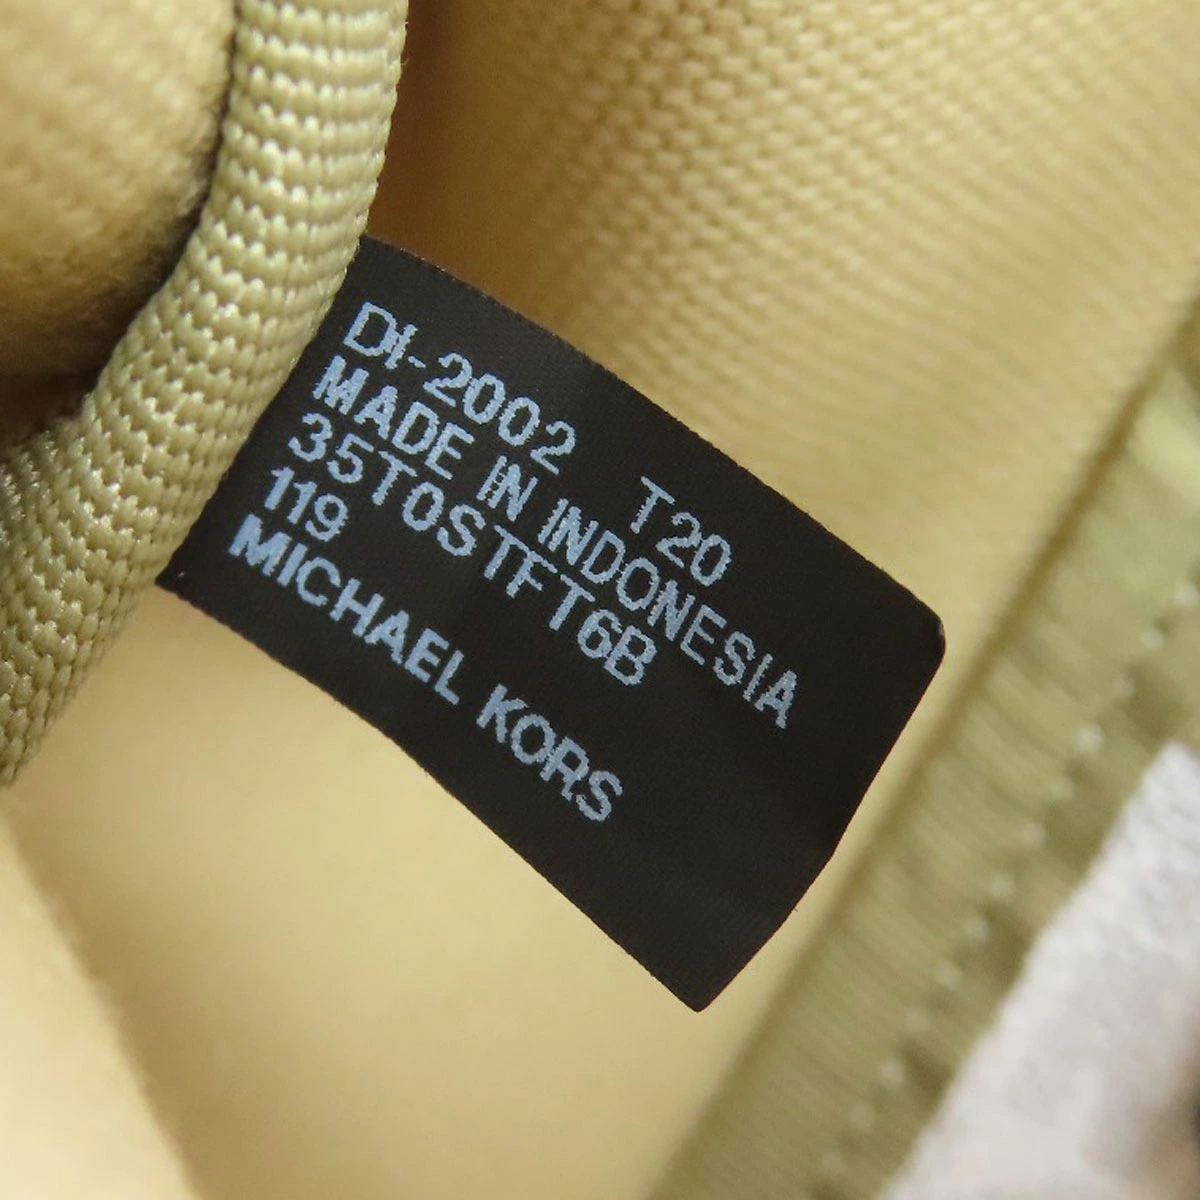 DI-2002 T20
MADE IN INDONESIA
35T0STFT6B
119
MICHAEL KORS